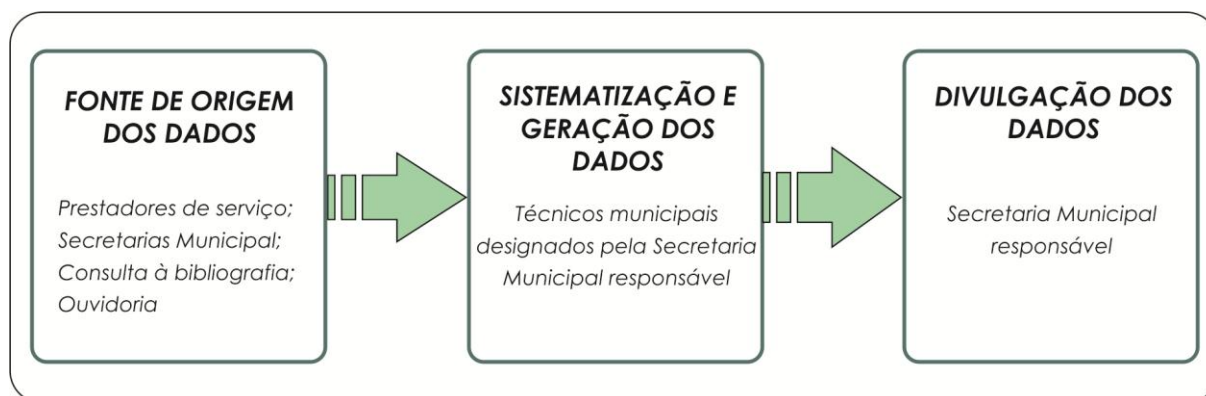 FONTE DE ORIGEM
DOS DADOS
Prestadores de serviço;
Secretarias Municipal;
Consulta à bibliografia;
Ouvidoria
SISTEMATIZAÇÃO E
GERAÇÃO DOS
DADOS
Técnicos municipais
designados pela Secretaria
Municipal responsável
DIVULGAÇÃO DOS
DADOS
Secretaria Municipal
responsável